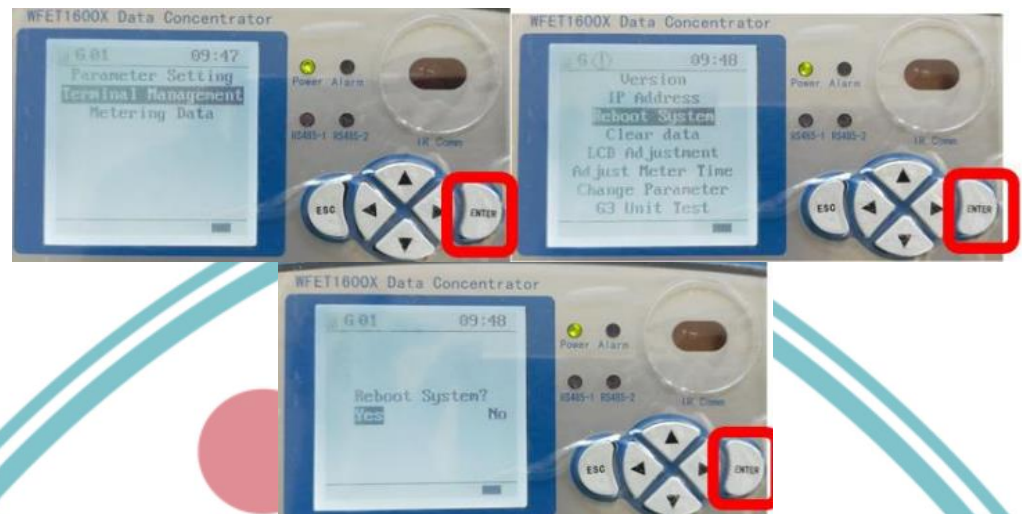 WFET1600X Data Concentrator
G 01 09:47
Parameter Setting
Terminal Management
Metering Data
Power Alarm
RS485-1 RS485-2
IR Comm
ESC
ENTER
WFET1600X Data Concentrator
G 09:48
Version
IP Address
Reboot System
Clear data
LCD Adjustment
Adjust Meter Time
Change Parameter
G3 Unit Test
Power Alarm
RS485-1 RS485-2
IR Comm
ESC
ENTER
WFET1600X Data Concentrator
G 01 09:48
Reboot System?
Yes No
Power Alarm
RS485-1 RS485-2
IR Comm
ESC
ENTER